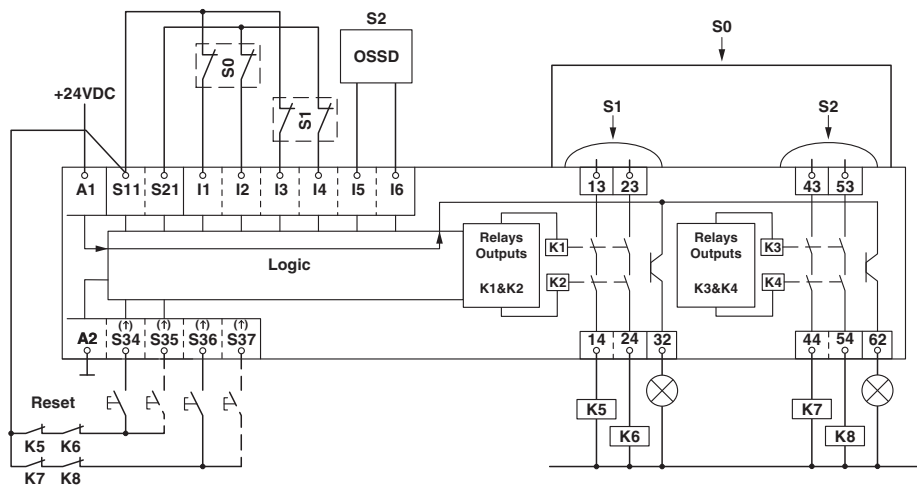 S2
OSSD
S0
S0
+24VDC
S1
S1
S2
A1 S11 S21 I1 I2 I3 I4 I5 I6
13 23
43 53
Logic
Relays
Outputs
K1&K2
K1
K2
Relays
Outputs
K3&K4
K3
K4
(↑) (↑) (↑) (↑)
A2 S34 S35 S36 S37
14 24 32
44 54 62
Reset
K5 K6
K7 K8
K5
K6
K7
K8